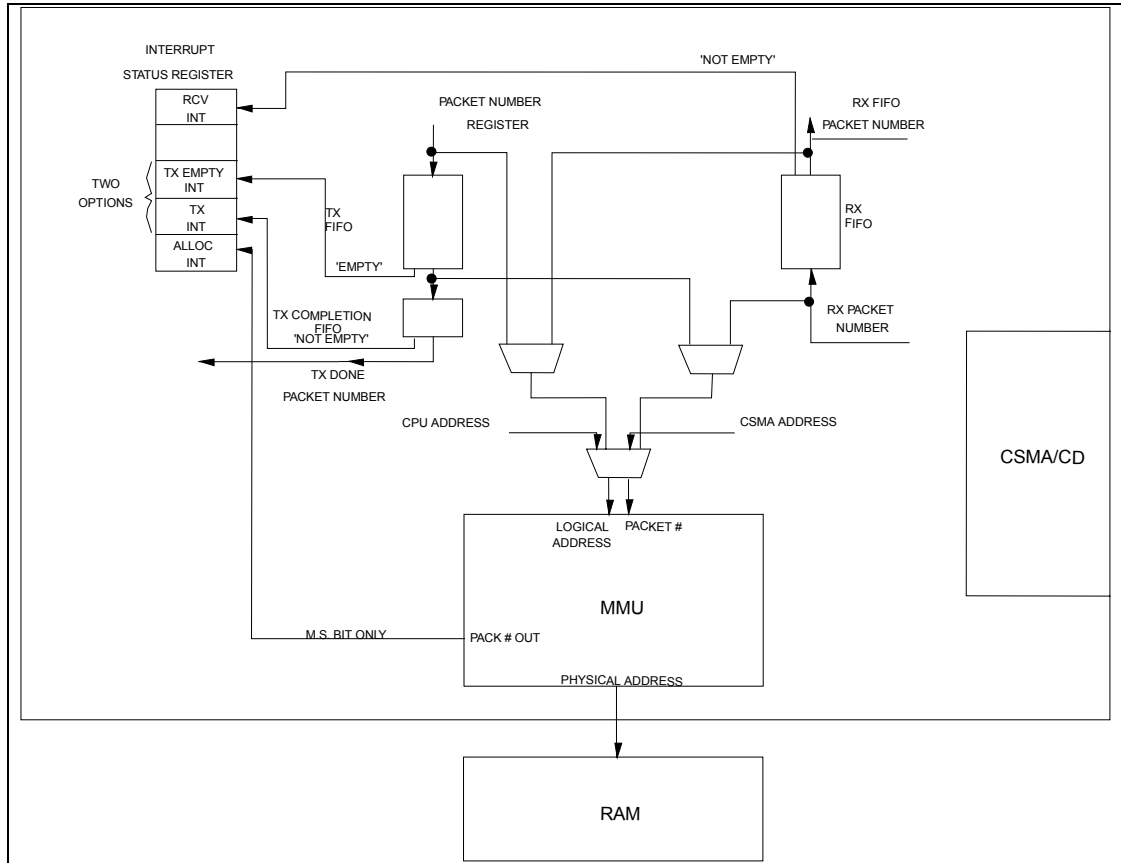 INTERRUPT
STATUS REGISTER
RCV
INT
TX EMPTY
INT
TX
INT
ALLOC
INT
TWO
OPTIONS
'NOT EMPTY'
PACKET NUMBER
REGISTER
RX FIFO
PACKET NUMBER
TX
FIFO
RX
FIFO
'EMPTY'
TX COMPLETION
FIFO
'NOT EMPTY'
TX DONE
PACKET NUMBER
RX PACKET
NUMBER
CPU ADDRESS
CSMA ADDRESS
CSMA/CD
LOGICAL
ADDRESS
PACKET #
MMU
M.S. BIT ONLY
PACK # OUT
PHYSICAL ADDRESS
RAM